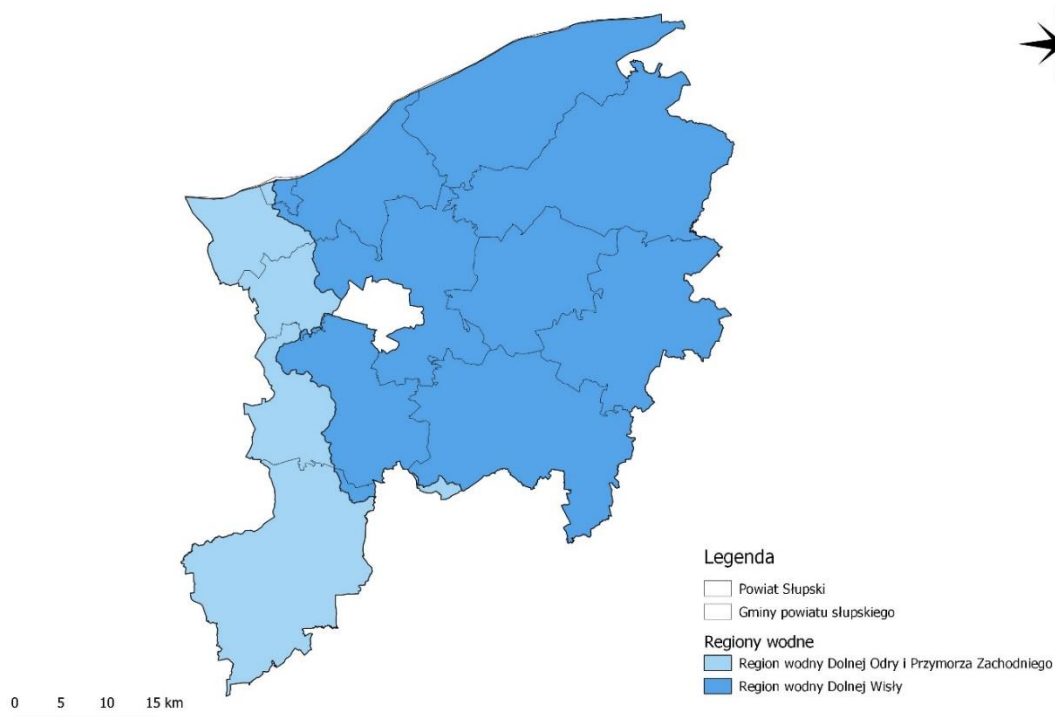 Legenda
Powiat Słupski
Gminy powiatu słupskiego
Regiony wodne
Region wodny Dolnej Odry i Przymorza Zachodniego
Region wodny Dolnej Wisły
0 5 10 15 km